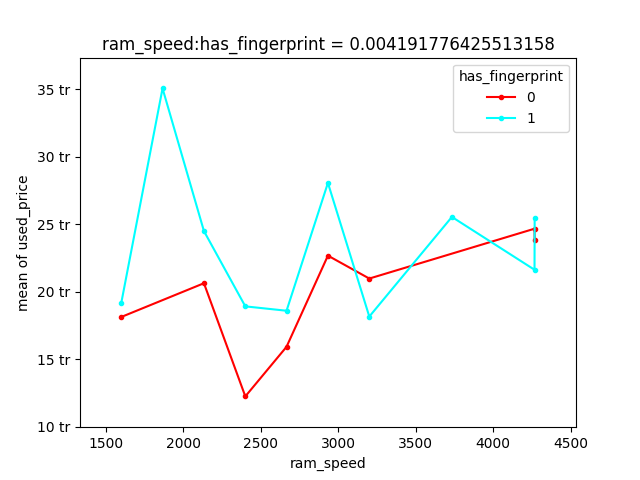 ram_speed:has_fingerprint = 0.004191776425513158
has_fingerprint
0
1
35 tr
30 tr
25 tr
20 tr
15 tr
10 tr
mean of used_price
1500 2000 2500 3000 3500 4000 4500
ram_speed